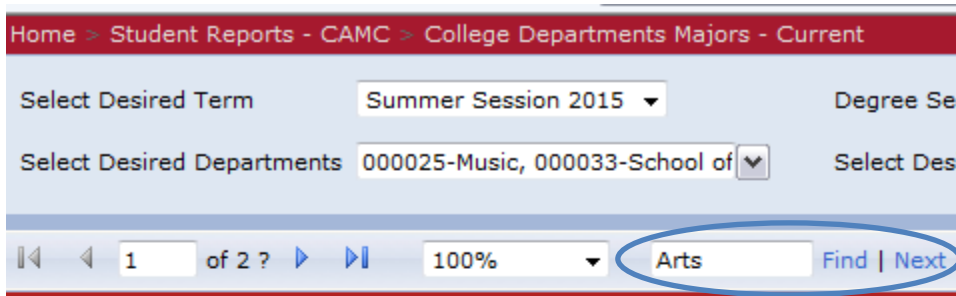 Home > Student Reports - CAMC > College Departments Majors - Current
Select Desired Term Summer Session 2015 Degree Se
Select Desired Departments 000025-Music, 000033-School of Select Des
1 of 2 ? 100% Arts Find | Next